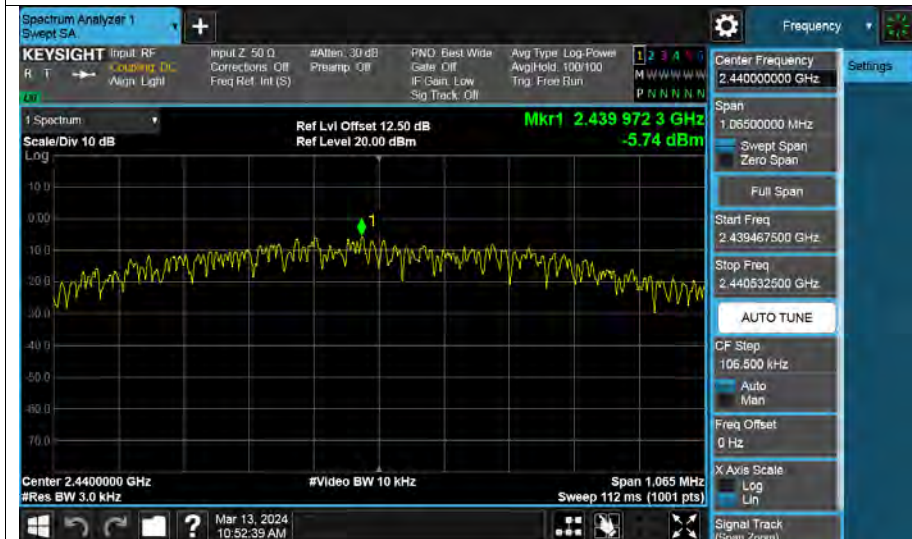 Spectrum Analyzer 1
Swept SA
+
Frequency
KEYSIGHT
R T
Input: RF
Coupling: DC
Align: Light
Input Z: 50 Ω
Corrections: Off
Freq Ref: Int (S)
#Atten: 30 dB
Preamp: Off
PNO: Best Wide
Gate: Off
IF Gain: Low
Sig Track: Off
Avg Type: Log-Power
Avg|Hold: 100/100
Trig: Free Run
1 2 3 4 5 6
M W W W W W
P N N N N N
1 Spectrum
Scale/Div 10 dB
Log
Ref Lvl Offset 12.50 dB
Ref Level 20.00 dBm
Mkr1 2.439 972 3 GHz
-5.74 dBm
10.0
0.00
-10.0
-20.0
-30.0
-40.0
-50.0
-60.0
-70.0
1
Center 2.4400000 GHz
#Res BW 3.0 kHz
#Video BW 10 kHz
Span 1.065 MHz
Sweep 112 ms (1001 pts)
?
Mar 13, 2024
10:52:39 AM
Center Frequency
2.440000000 GHz
Settings
Span
1.06500000 MHz
Swept Span
Zero Span
Full Span
Start Freq
2.439467500 GHz
Stop Freq
2.440532500 GHz
AUTO TUNE
CF Step
106.500 kHz
Auto
Man
Freq Offset
0 Hz
X Axis Scale
Log
Lin
Signal Track
(Span Zoom)